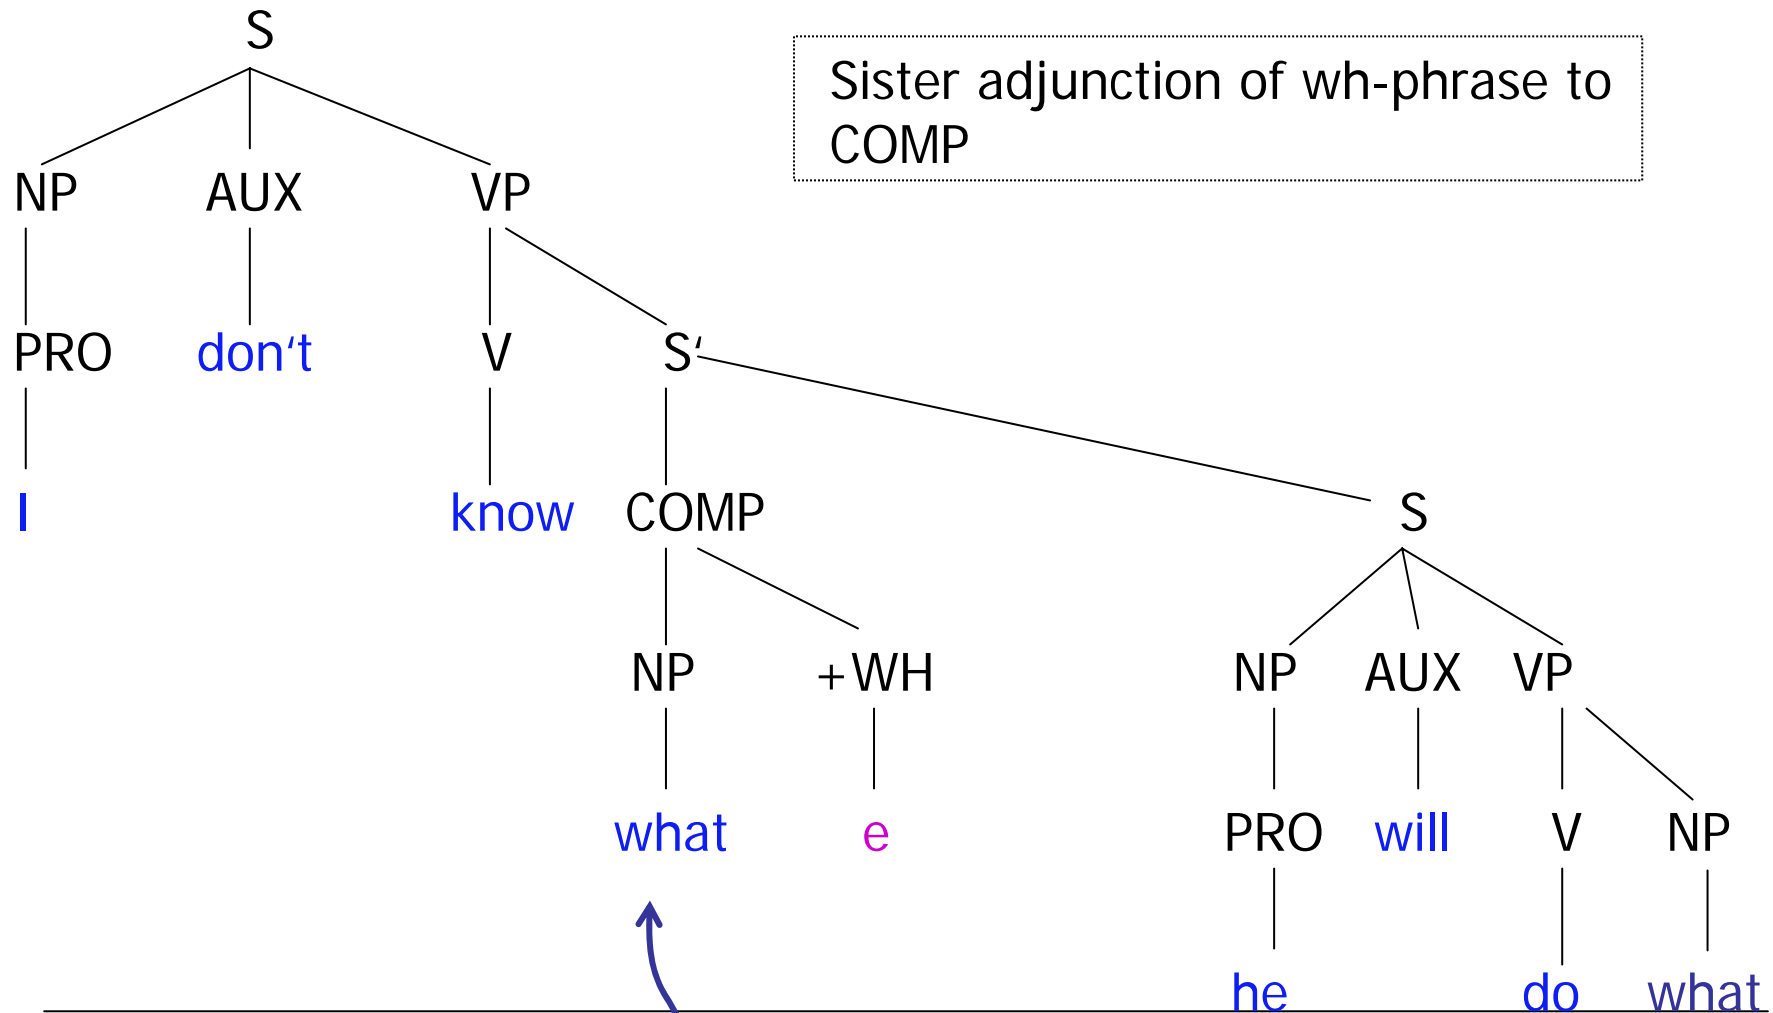 S
Sister adjunction of wh-phrase to
COMP
NP AUX VP
PRO don‘t V S‘
I know COMP S
NP +WH NP AUX VP
what e PRO will V NP
he do what